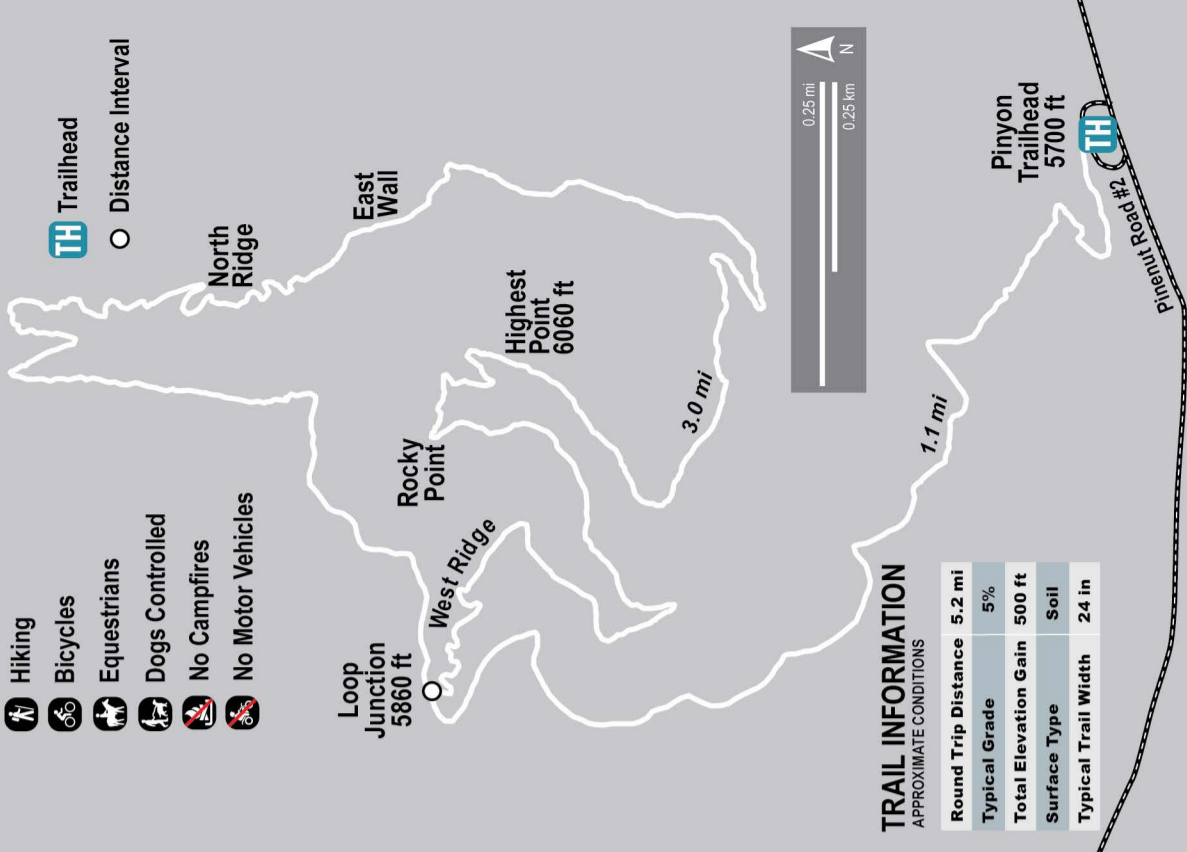 Hiking
Bicycles
Equestrians
Dogs Controlled
No Campfires
No Motor Vehicles
TH Trailhead
Distance Interval
North
Ridge
East
Wall
Loop
Junction
5860 ft
West Ridge
Rocky
Point
Highest
Point
6060 ft
3.0 mi
0.25 mi
0.25 km
N
1.1 mi
Pinyon
Trailhead
5700 ft
TH
Pinenut Road #2
TRAIL INFORMATION
APPROXIMATE CONDITIONS
Round Trip Distance 5.2 mi
Typical Grade 5%
Total Elevation Gain 500 ft
Surface Type Soil
Typical Trail Width 24 in